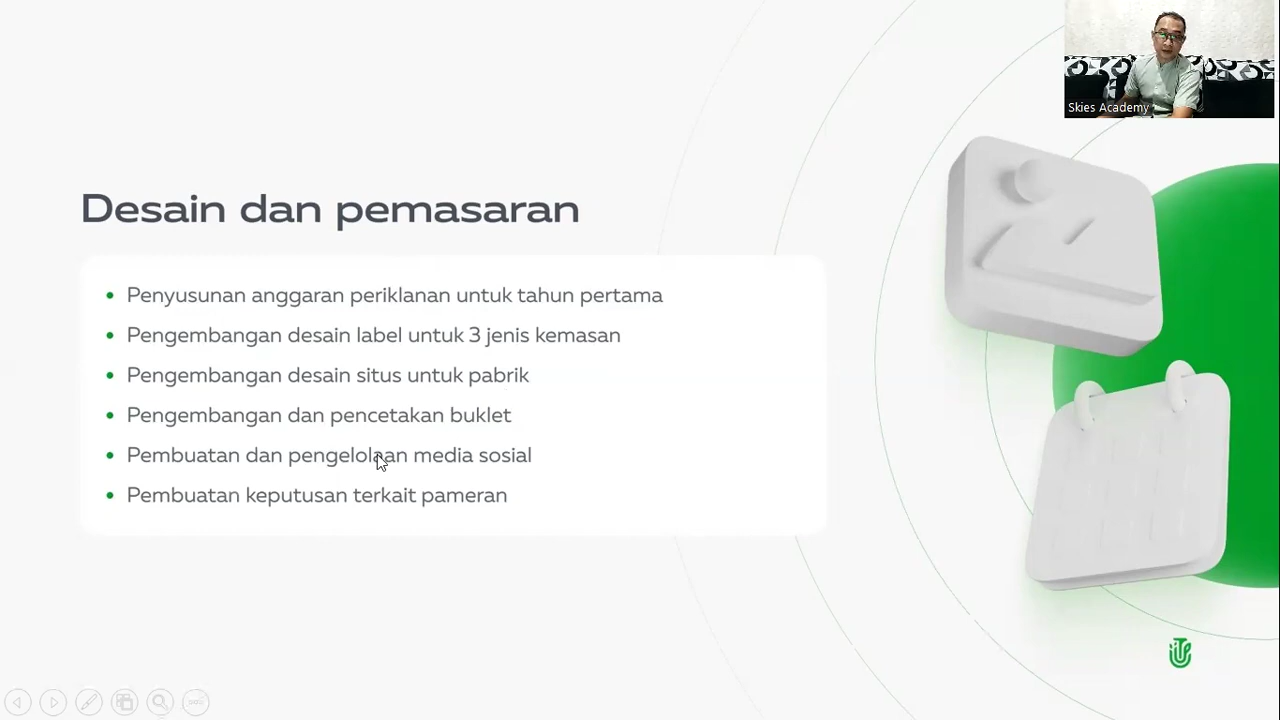 Skies Academy
Desain dan pemasaran
Penyusunan anggaran periklanan untuk tahun pertama
Pengembangan desain label untuk 3 jenis kemasan
Pengembangan desain situs untuk pabrik
Pengembangan dan pencetakan buklet
Pembuatan dan pengelolaan media sosial
Pembuatan keputusan terkait pameran